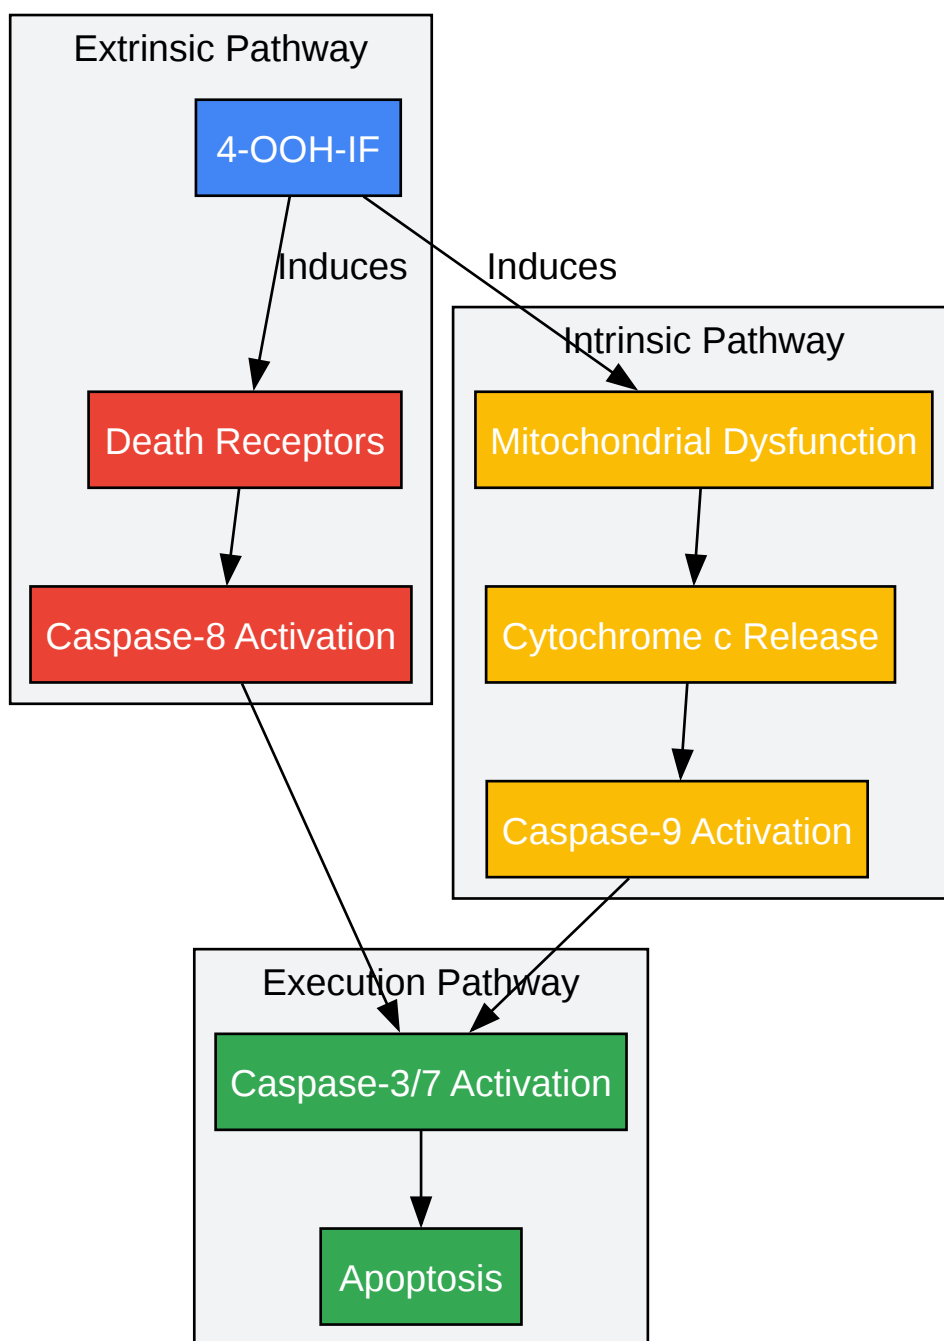 Extrinsic Pathway
4-OOH-IF
Induces
Induces
Intrinsic Pathway
Death Receptors
Mitochondrial Dysfunction
Caspase-8 Activation
Cytochrome c Release
Caspase-9 Activation
Execution Pathway
Caspase-3/7 Activation
Apoptosis